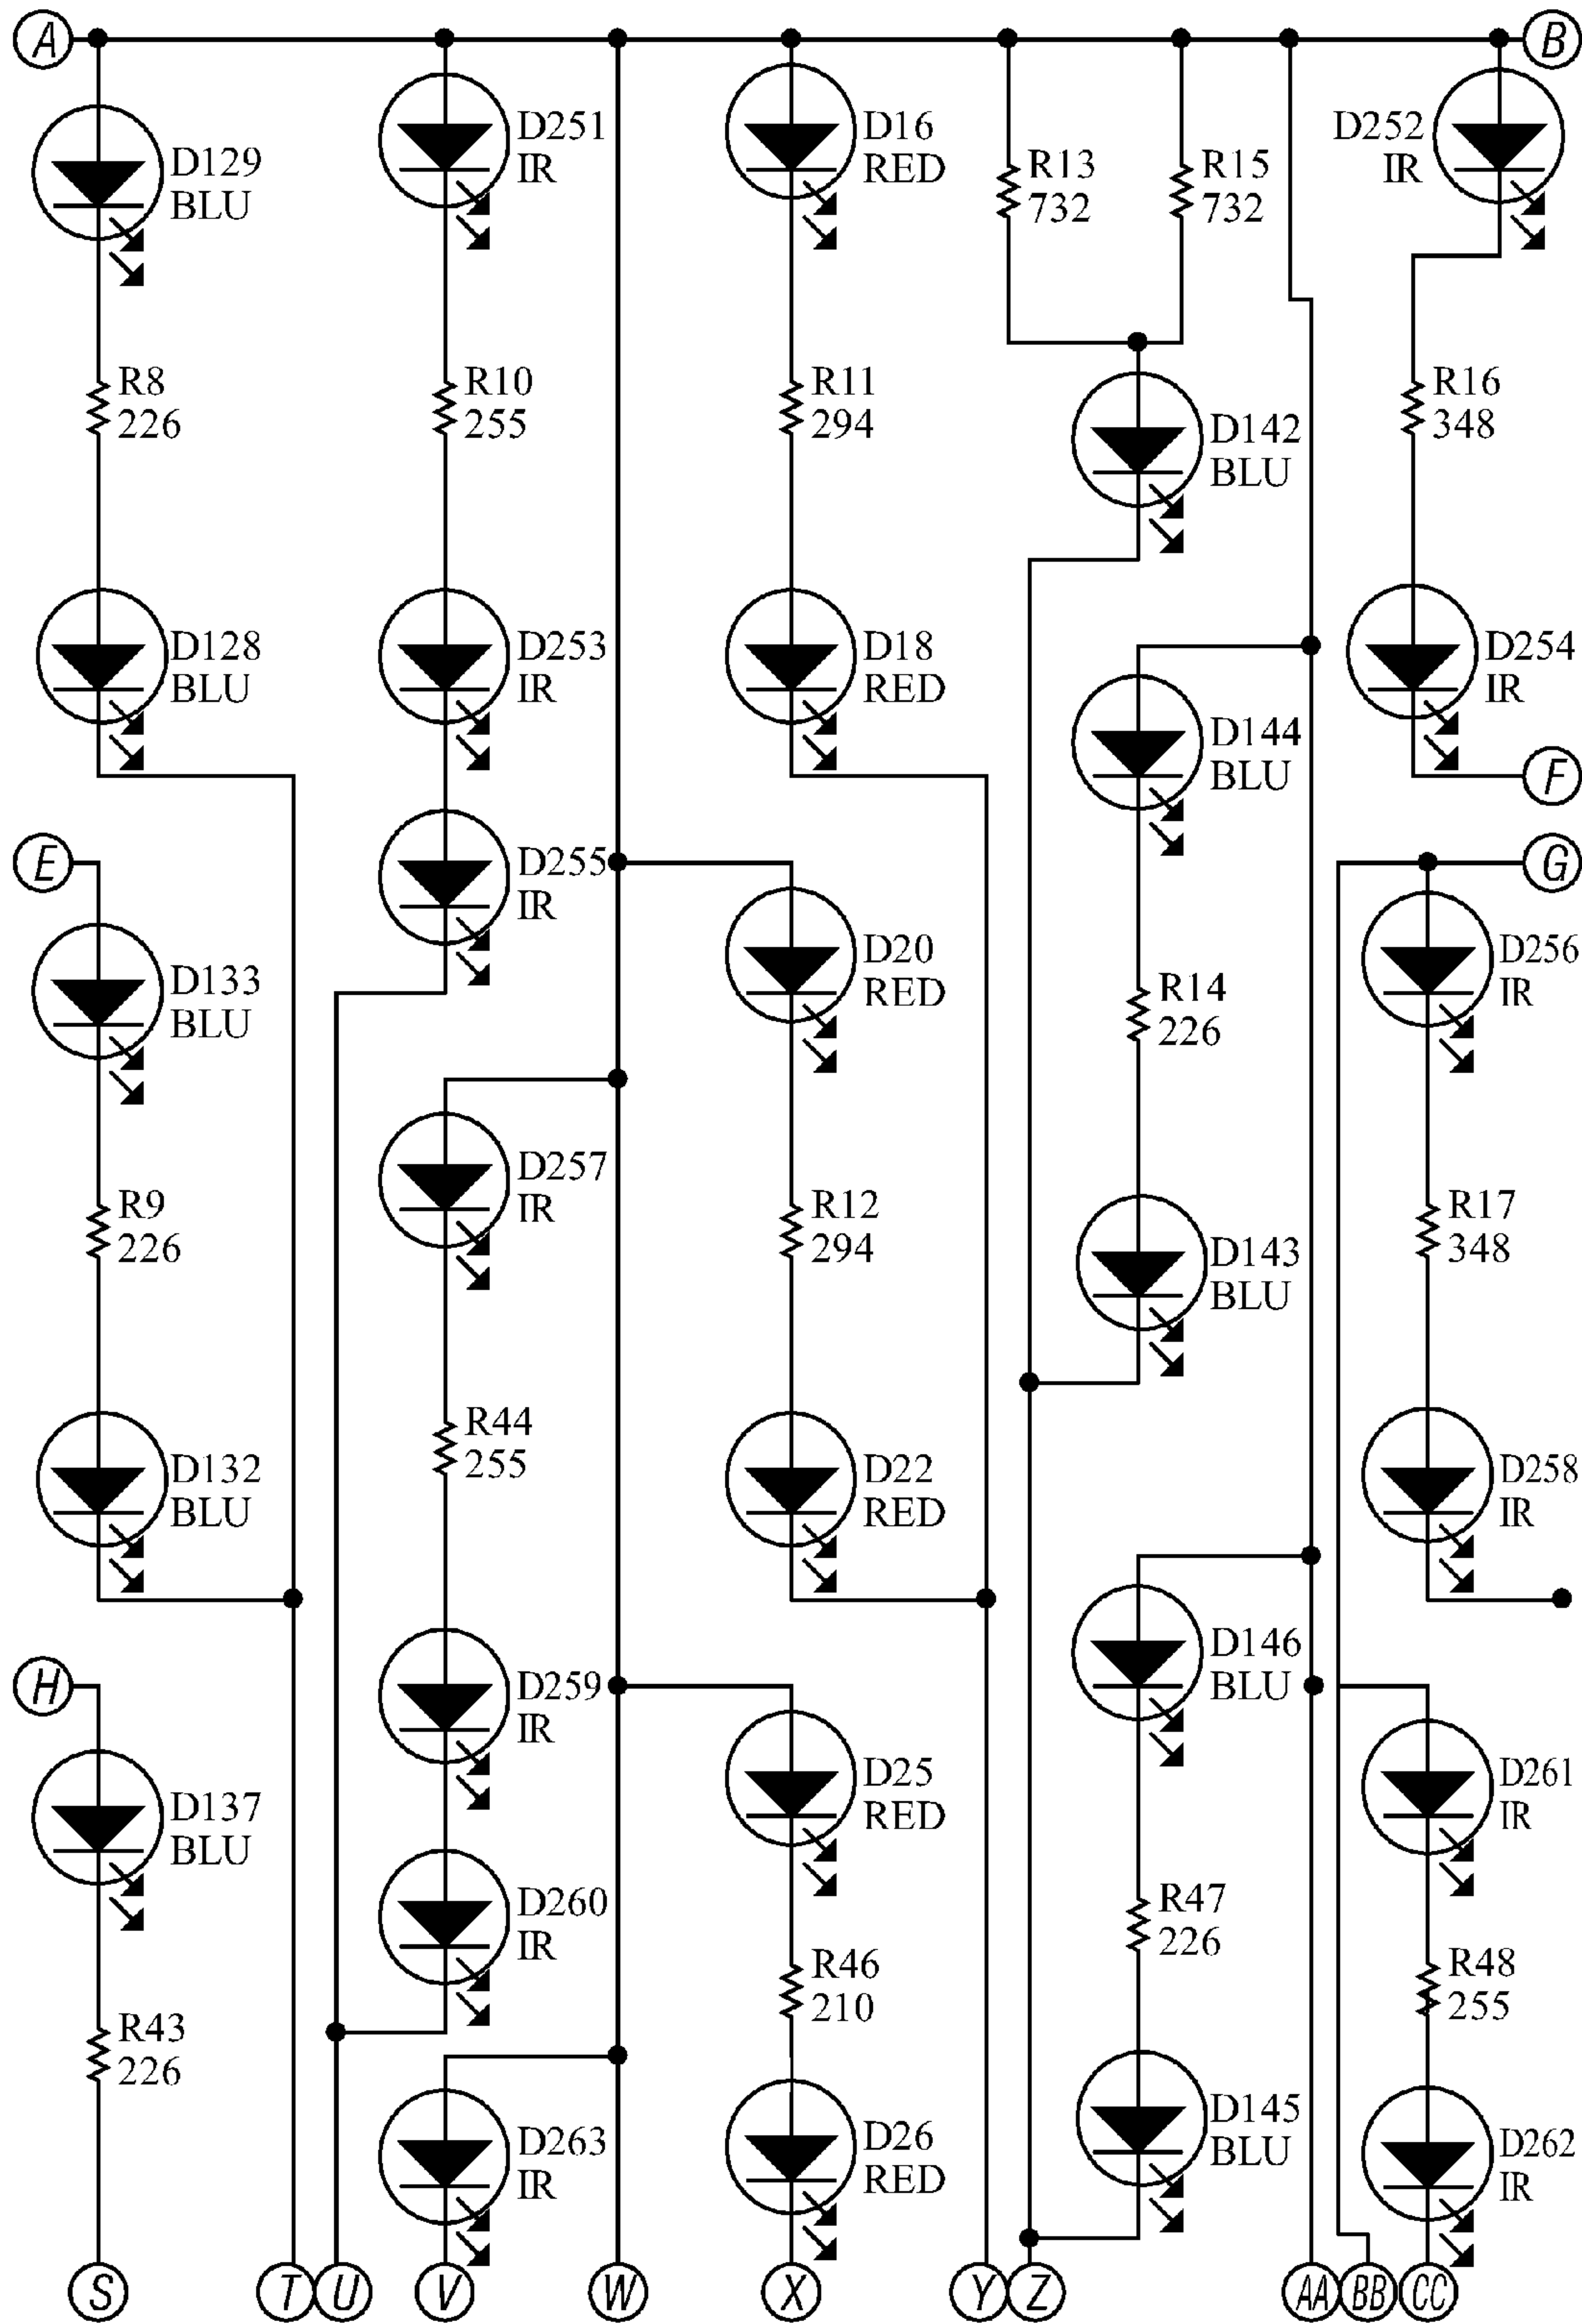 A
B
D129
BLU
D251
IR
D16
RED
R13
732
R15
732
D252
IR
R8
226
R10
255
R11
294
D142
BLU
R16
348
D128
BLU
D253
IR
D18
RED
D144
BLU
D254
IR
F
E
D255
IR
G
D133
BLU
D20
RED
R14
226
D256
IR
D257
IR
R9
226
R12
294
D143
BLU
R17
348
R44
255
D132
BLU
D22
RED
D258
IR
H
D259
IR
D146
BLU
D137
BLU
D25
RED
D261
IR
D260
IR
R47
226
R43
226
R46
210
R48
255
D263
IR
D26
RED
D145
BLU
D262
IR
S
T
U
V
W
X
Y
Z
AA
BB
CC